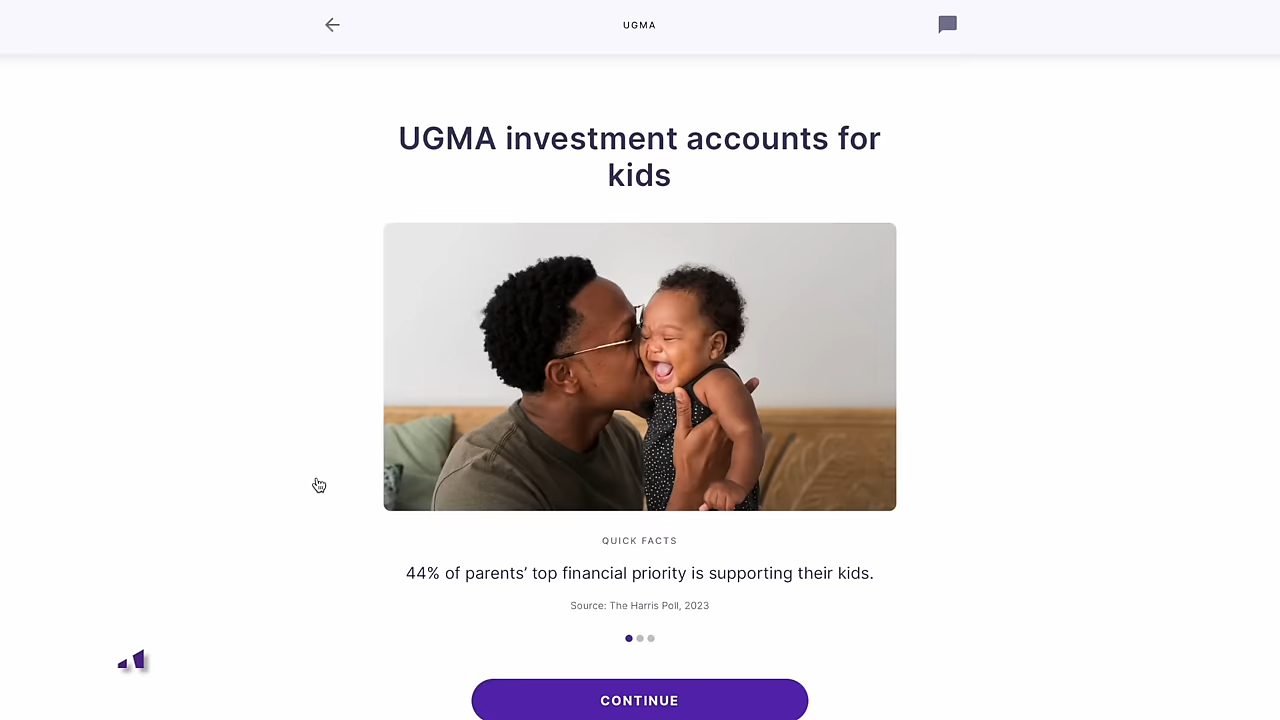 UGMA
UGMA investment accounts for
kids
QUICK FACTS
44% of parents’ top financial priority is supporting their kids.
Source: The Harris Poll, 2023
CONTINUE